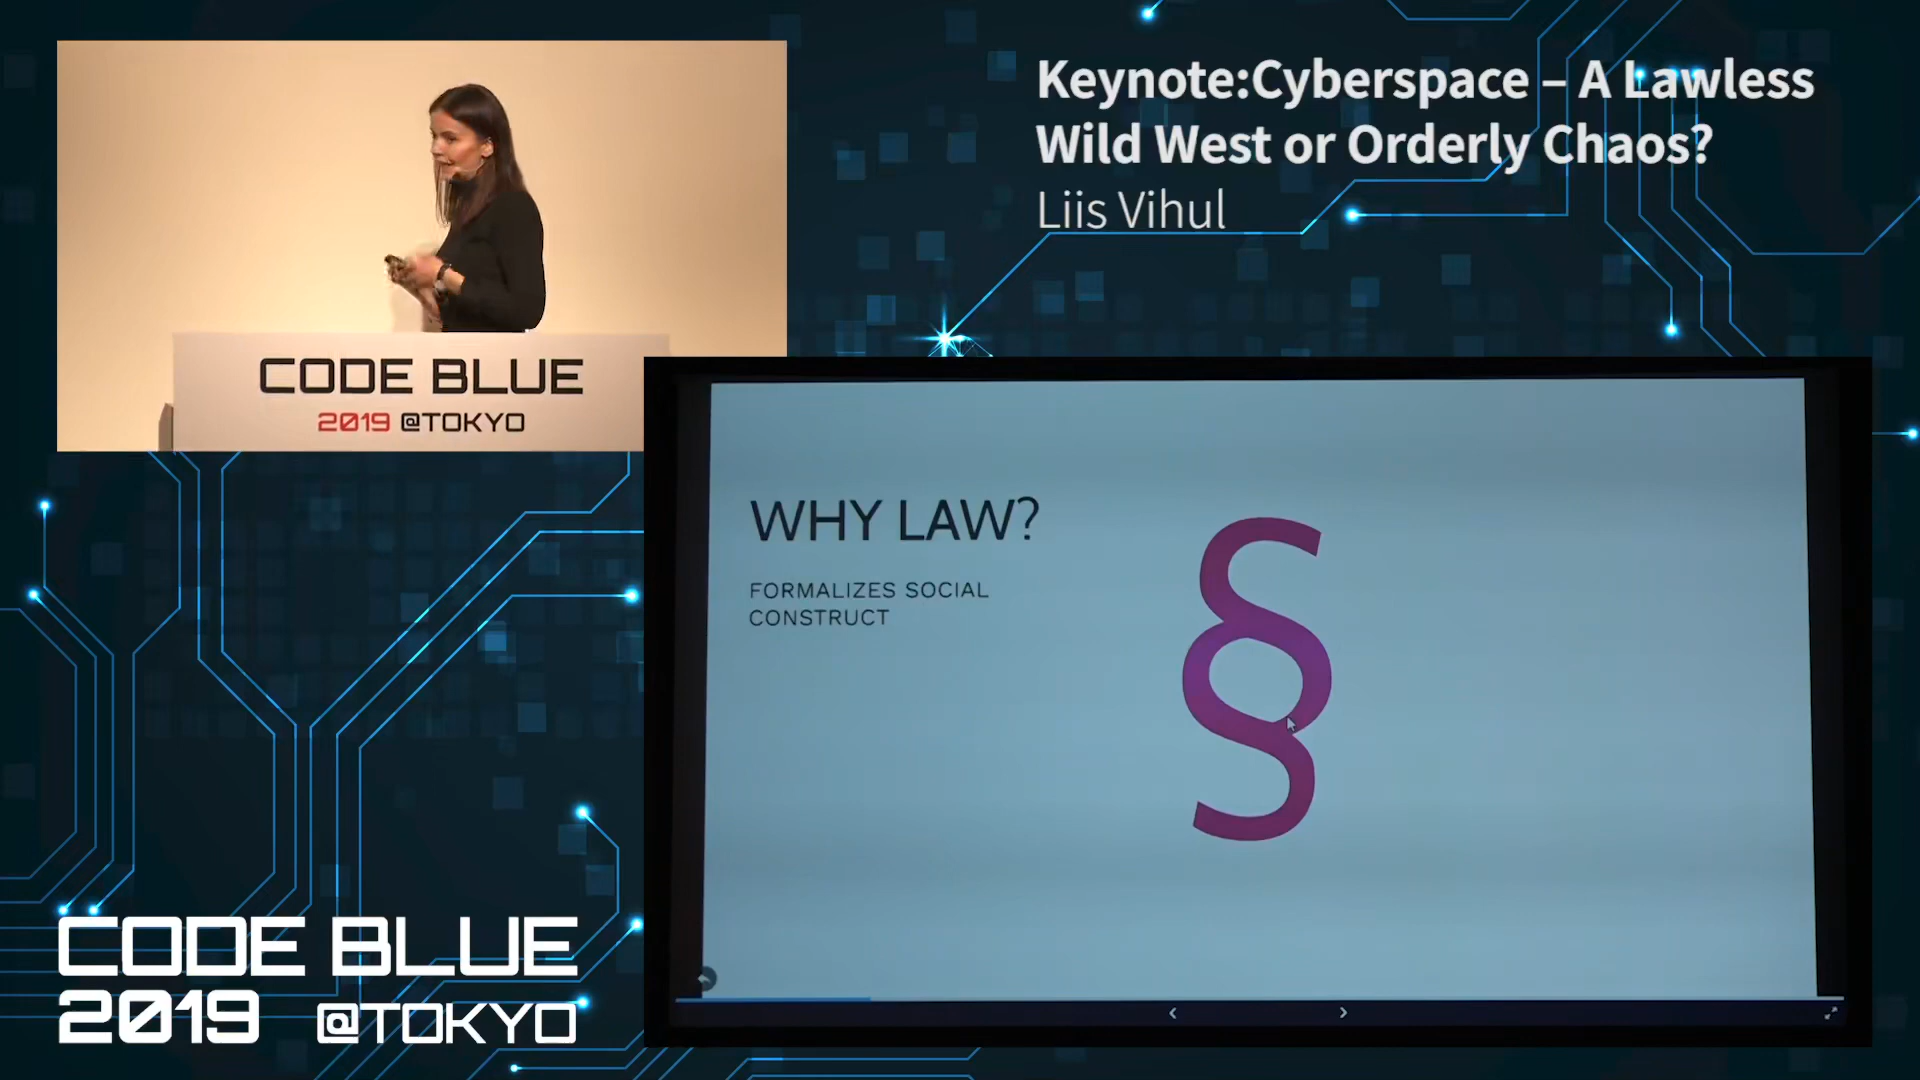 Keynote:Cyberspace – A Lawless
Wild West or Orderly Chaos?
Liis Vihul
CODE BLUE
2019 @TOKYO
WHY LAW?
FORMALIZES SOCIAL
CONSTRUCT
§
CODE BLUE
2019 @TOKYO